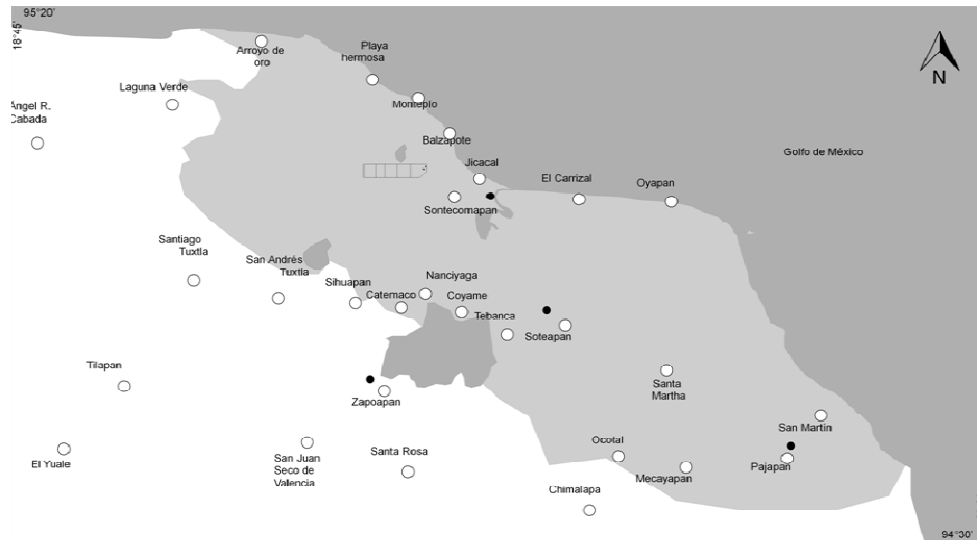 95°20'
18°45'
Arroyo de
oro
Playa
hermosa
N
Laguna Verde
Montepío
Ángel R.
Cabada
Balzapote
Golfo de México
Jicacal
El Carrizal
Oyapan
Sontecomapan
Santiago
Tuxtla
San Andrés
Tuxtla
Sihuapan
Nanciyaga
Catemaco
Coyame
Tebanca
Soteapan
Tilapan
Zapoapan
Santa
Martha
San Martín
El Yuale
San Juan
Seco de
Valencia
Santa Rosa
Ocotal
Mecayapan
Pajapan
Chimalapa
94°30'